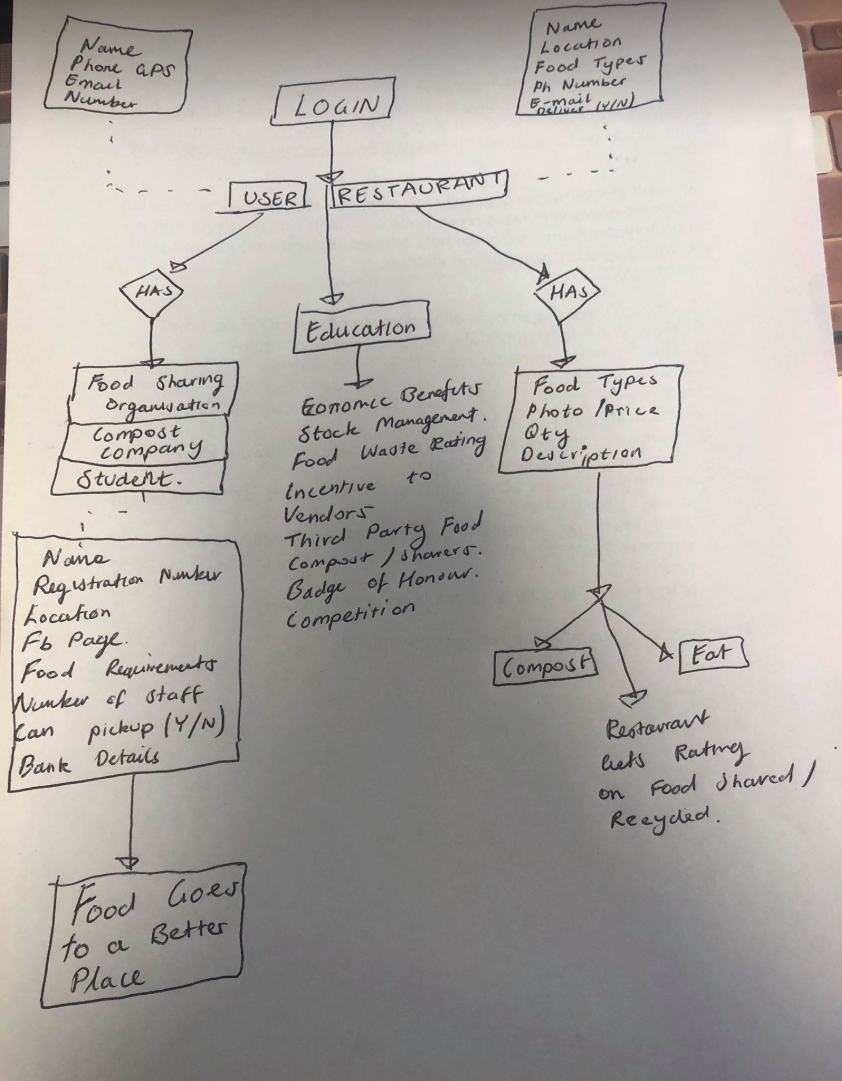 Name
Phone GPS
Email
Number
Name
Location
Food Types
Ph Number
E-mail
Deliver (Y/N)
LOGIN
USER
RESTAURANT
HAS
HAS
Education
Food Sharing
Organisation
Compost
Company
Student.
Economic Benefits
Stock Management.
Food Waste Rating
Incentive to
Vendors
Third Party Food
Compost / Sharers.
Badge of Honour.
Competition
Food Types
Photo / Price
Qty
Description
Name
Registration Number
Location
Fb Page.
Food Requirements
Number of Staff
Can pickup (Y/N)
Bank Details
Compost
Eat
Restaurant
Gets Rating
on Food Shared /
Recycled.
Food Goes
to a Better
Place